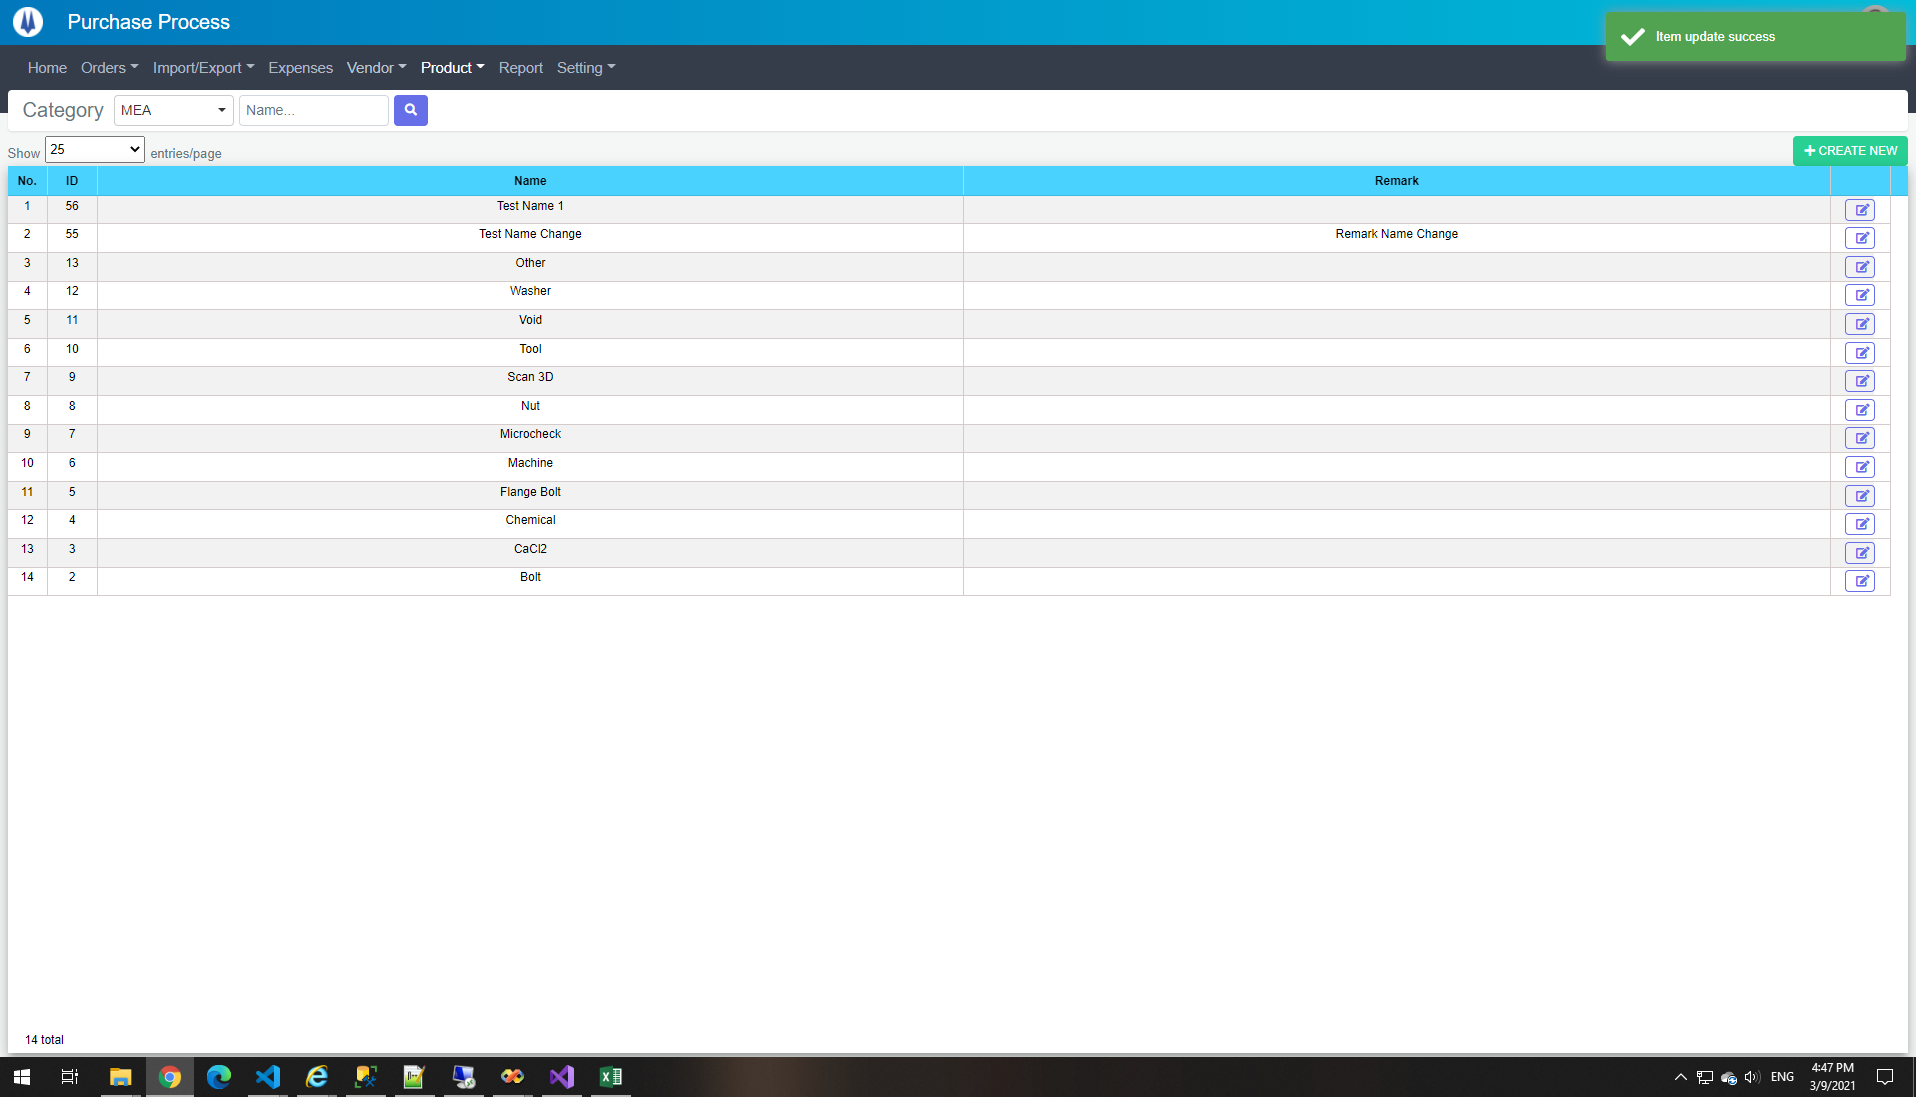 Purchase Process
Item update success
Home Orders Import/Export Expenses Vendor Product Report Setting
Category MEA Name...
Show 25 entries/page
CREATE NEW
No. ID Name Remark
1 56 Test Name 1
2 55 Test Name Change Remark Name Change
3 13 Other
4 12 Washer
5 11 Void
6 10 Tool
7 9 Scan 3D
8 8 Nut
9 7 Microcheck
10 6 Machine
11 5 Flange Bolt
12 4 Chemical
13 3 CaCl2
14 2 Bolt
14 total
ENG
4:47 PM
3/9/2021